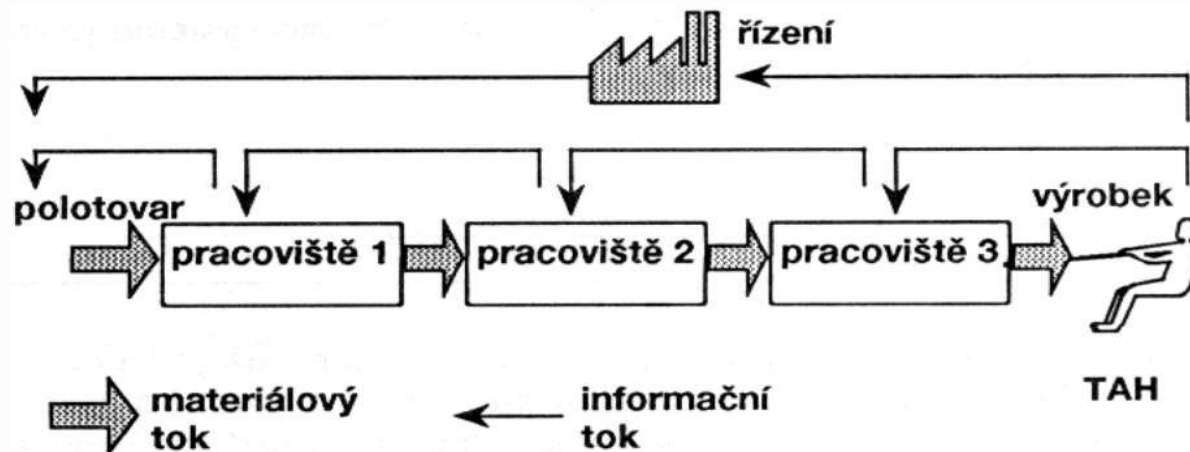 řízení
polotovar
výrobek
pracoviště 1
pracoviště 2
pracoviště 3
TAH
materiálový
tok
informační
tok